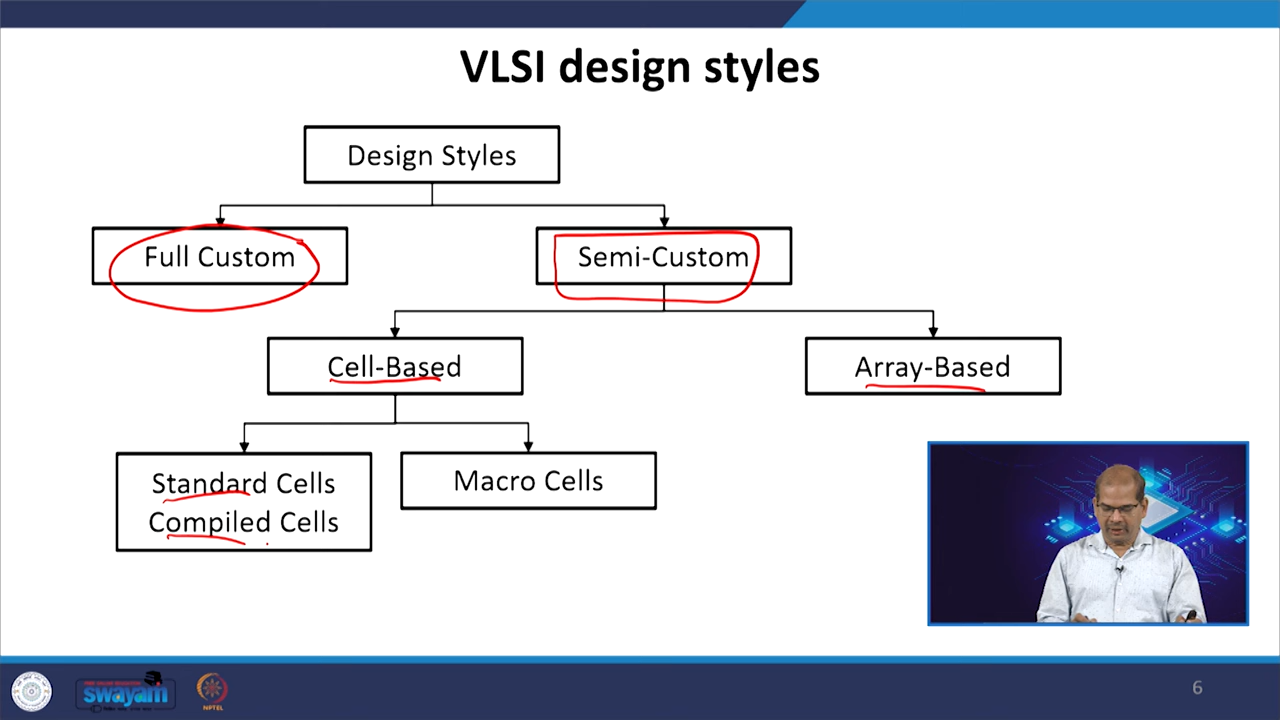 VLSI design styles
Design Styles
Full Custom
Semi-Custom
Cell-Based
Array-Based
Standard Cells
Compiled Cells
Macro Cells
swayam
NPTEL
6